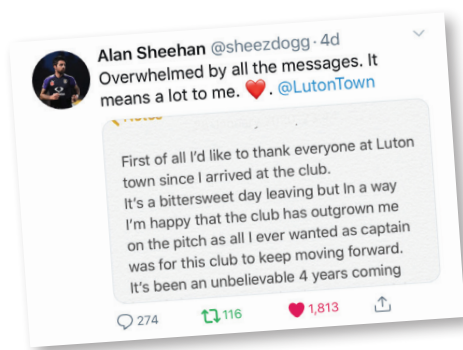 Alan Sheehan @sheezdogg · 4d
Overwhelmed by all the messages. It
means a lot to me. ❤️. @LutonTown
First of all I'd like to thank everyone at Luton
town since I arrived at the club.
It's a bittersweet day leaving but In a way
I'm happy that the club has outgrown me
on the pitch as all I ever wanted as captain
was for this club to keep moving forward.
It's been an unbelievable 4 years coming
274 116 1,813